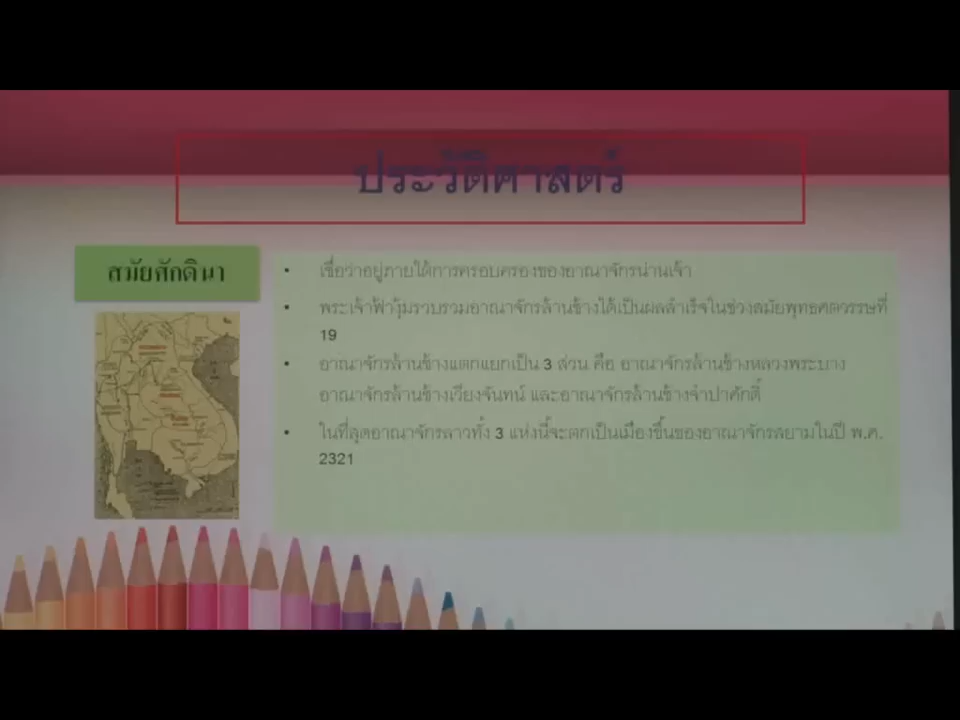 ประวัติศาสตร์
สมัยศักดินา
• เชื่อว่าอยู่ภายใต้การครอบครองของอาณาจักรน่านเจ้า
• พระเจ้าฟ้างุ้มรวบรวมอาณาจักรล้านช้างได้เป็นผลสำเร็จในช่วงสมัยพุทธศตวรรษที่
19
• อาณาจักรล้านช้างแตกแยกเป็น 3 ส่วน คือ อาณาจักรล้านช้างหลวงพระบาง
อาณาจักรล้านช้างเวียงจันทน์ และอาณาจักรล้านช้างจำปาศักดิ์
• ในที่สุดอาณาจักรลาวทั้ง 3 แห่งนี้จะตกเป็นเมืองขึ้นของอาณาจักรสยามในปี พ.ศ.
2321